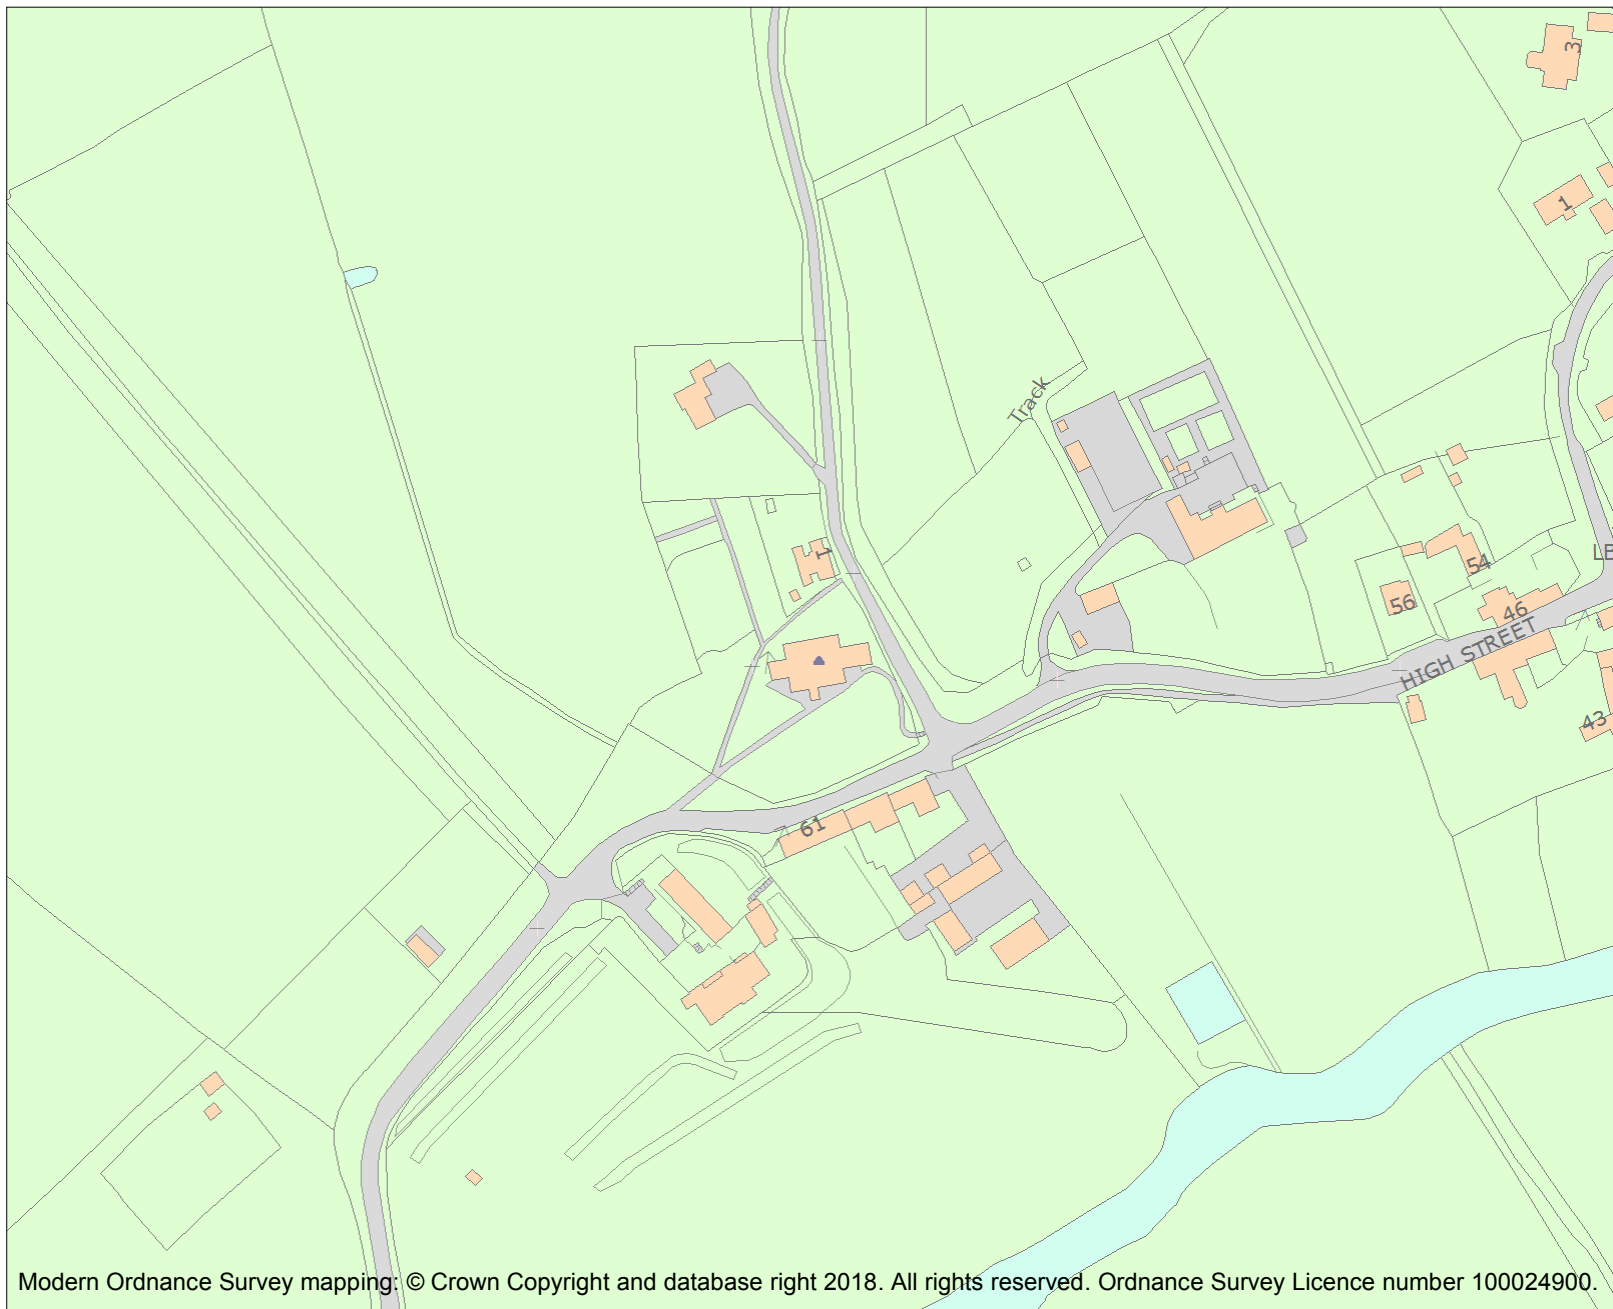 3
1
Track
54
LE
56
46
1
HIGH STREET
43
61
Modern Ordnance Survey mapping: © Crown Copyright and database right 2018. All rights reserved. Ordnance Survey Licence number 100024900.